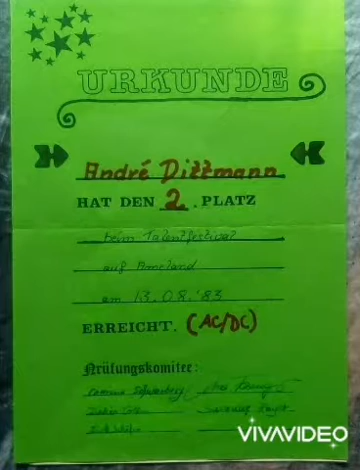 URKUNDE
André Dittmann
HAT DEN 2. PLATZ
beim Talentfestival
auf Ameland
am 13.08.'83
ERREICHT. (AC/DC)
Prüfungskomitee:
VIVAVIDEO